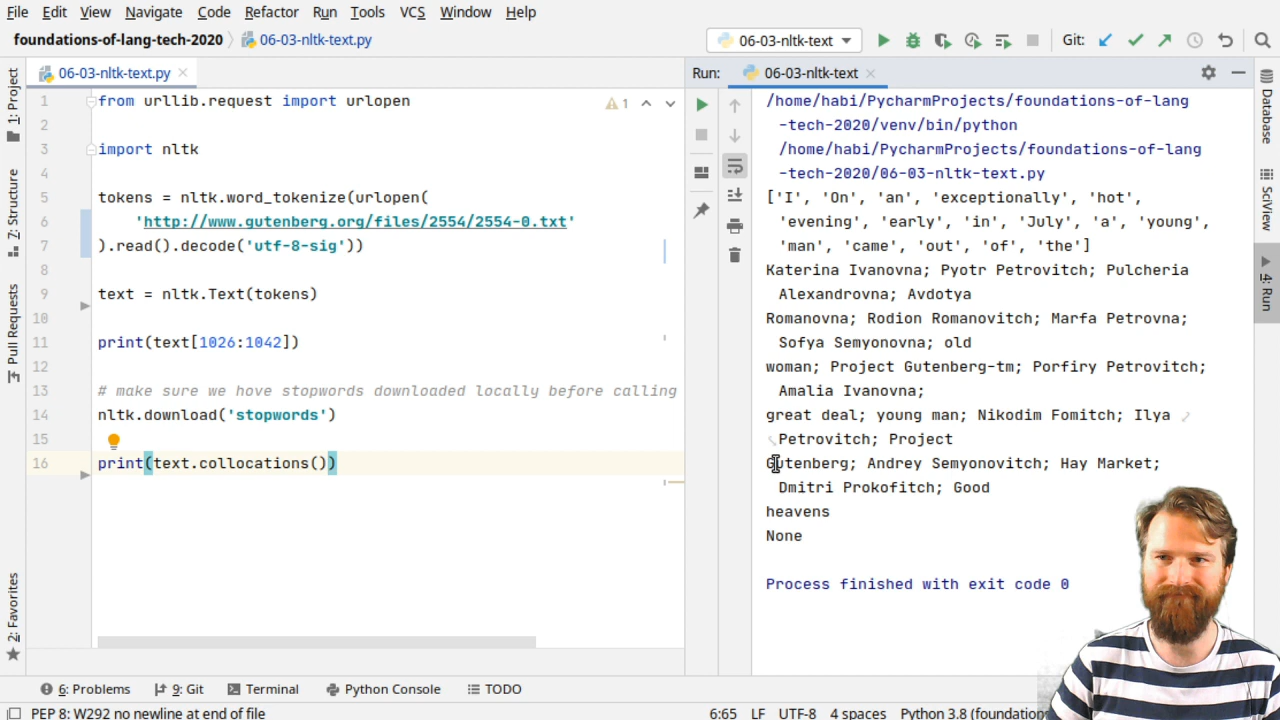 File Edit View Navigate Code Refactor Run Tools VCS Window Help
foundations-of-lang-tech-2020 06-03-nltk-text.py 06-03-nltk-text Git:
06-03-nltk-text.py
1 from urllib.request import urlopen
2
3 import nltk
4
5 tokens = nltk.word_tokenize(urlopen(
6 'http://www.gutenberg.org/files/2554/2554-0.txt'
7 ).read().decode('utf-8-sig'))
8
9 text = nltk.Text(tokens)
10
11 print(text[1026:1042])
12
13 # make sure we hove stopwords downloaded locally before calling
14 nltk.download('stopwords')
15
16 print(text.collocations())
1
1: Project
7: Structure
Pull Requests
2: Favorites
Run: 06-03-nltk-text
/home/habi/PycharmProjects/foundations-of-lang
-tech-2020/venv/bin/python
/home/habi/PycharmProjects/foundations-of-lang
-tech-2020/06-03-nltk-text.py
['I', 'On', 'an', 'exceptionally', 'hot',
'evening', 'early', 'in', 'July', 'a', 'young',
'man', 'came', 'out', 'of', 'the']
Katerina Ivanovna; Pyotr Petrovitch; Pulcheria
Alexandrovna; Avdotya
Romanovna; Rodion Romanovitch; Marfa Petrovna;
Sofya Semyonovna; old
woman; Project Gutenberg-tm; Porfiry Petrovitch;
Amalia Ivanovna;
great deal; young man; Nikodim Fomitch; Ilya
Petrovitch; Project
Gutenberg; Andrey Semyonovitch; Hay Market;
Dmitri Prokofitch; Good
heavens
None
Process finished with exit code 0
Database
SciView
4: Run
6: Problems 9: Git Terminal Python Console TODO
PEP 8: W292 no newline at end of file 6:65 LF UTF-8 4 spaces Python 3.8